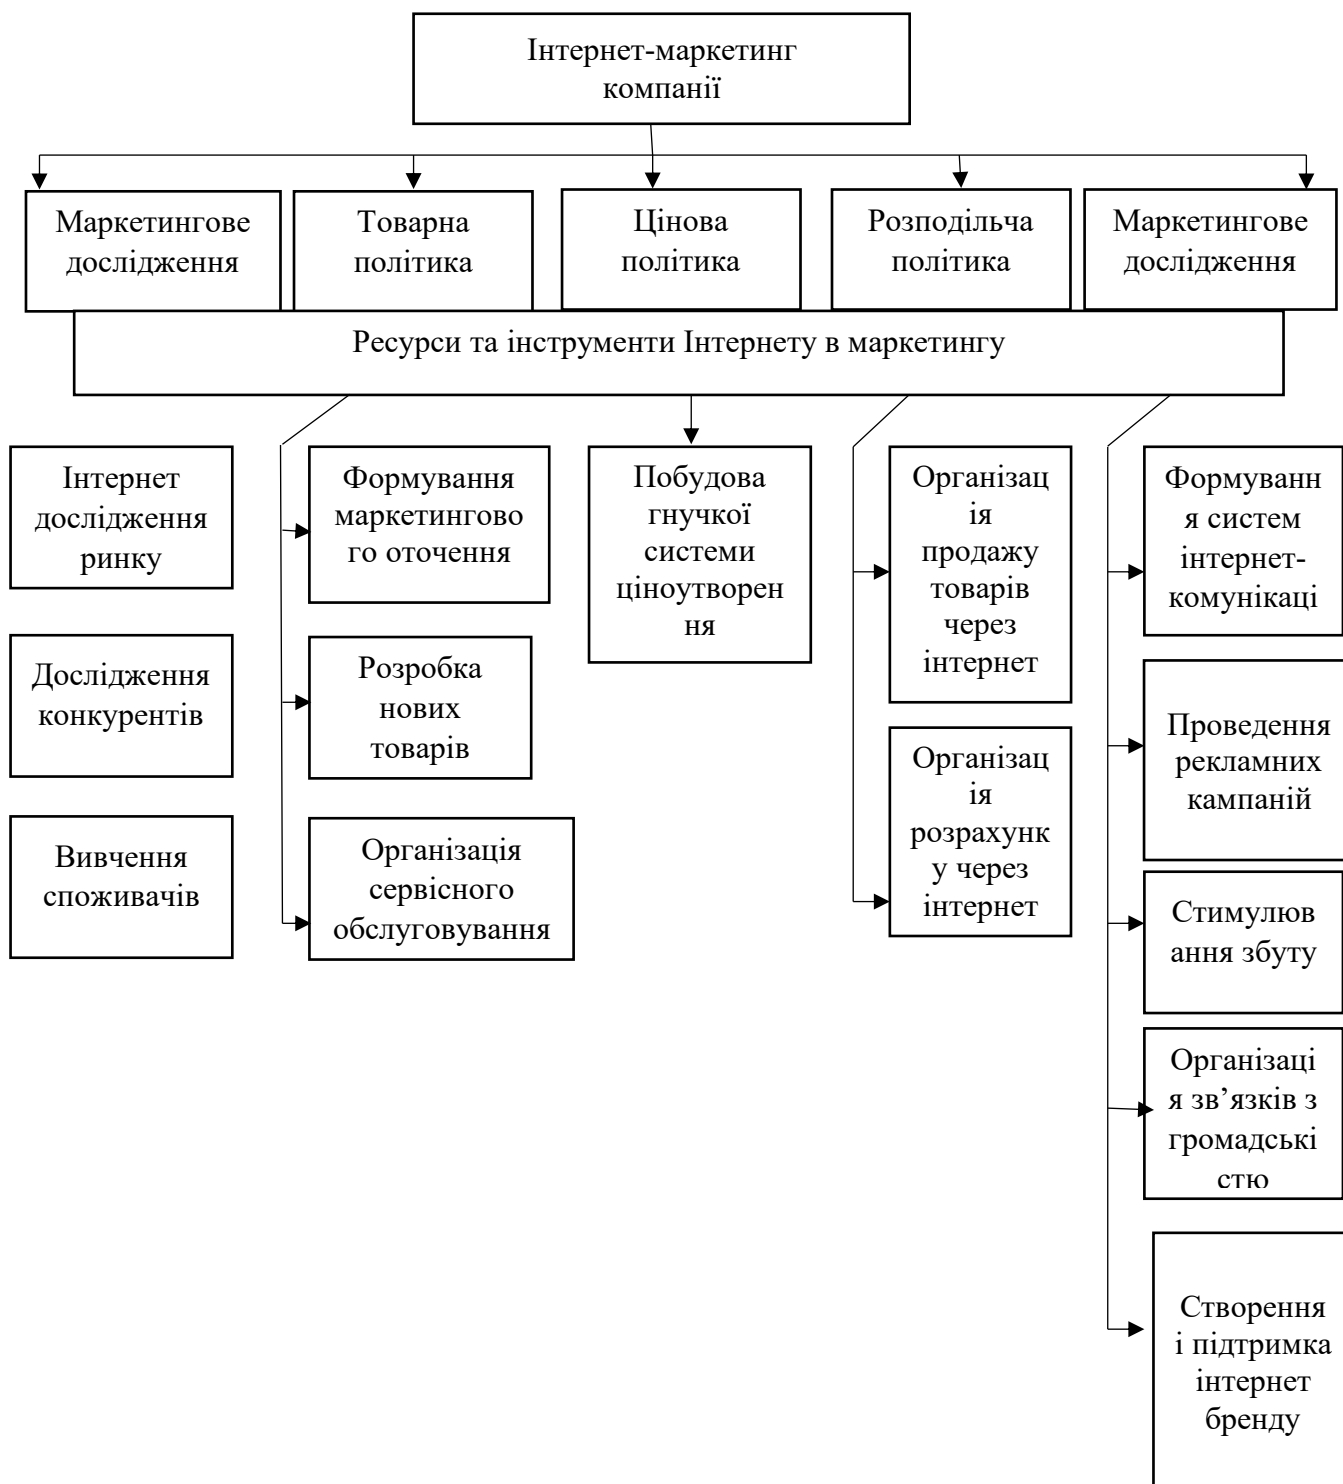 Інтернет-маркетинг
компанії
Маркетингове
дослідження
Товарна
політика
Цінова
політика
Розподільча
політика
Маркетингове
дослідження
Ресурси та інструменти Інтернету в маркетингу
Інтернет
дослідження
ринку
Дослідження
конкурентів
Вивчення
споживачів
Формування
маркетингово
го оточення
Розробка
нових
товарів
Організація
сервісного
обслуговування
Побудова
гнучкої
системи
ціноутворен
ня
Організац
ія
продажу
товарів
через
інтернет
Організац
ія
розрахунк
у через
інтернет
Формуванн
я систем
інтернет-
комунікаці
Проведення
рекламних
кампаній
Стимулюв
ання збуту
Організаці
я зв’язків з
громадські
стю
Створення
і підтримка
інтернет
бренду